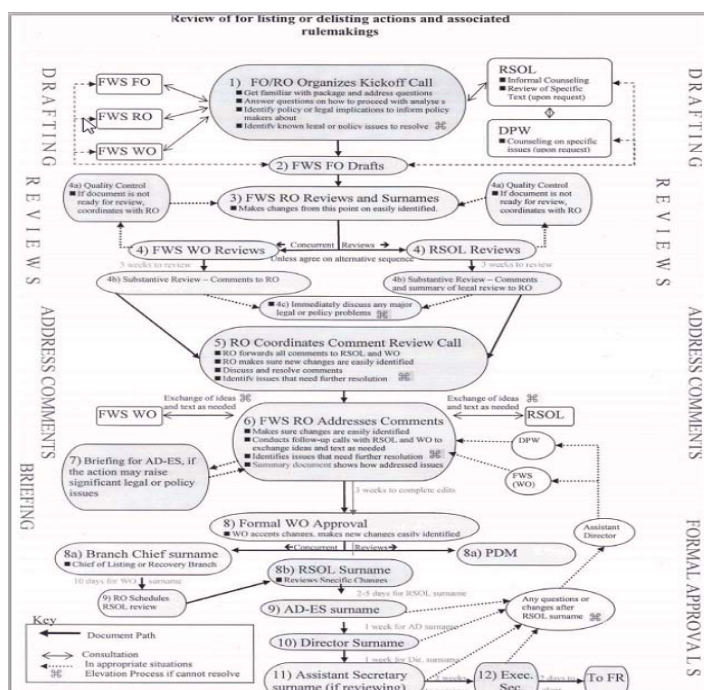 Review of for listing or delisting actions and associated
rulemakings
DRAFTING
REVIEWS
ADDRESS COMMENTS
BRIEFING
FWS FO
FWS RO
FWS WO
1) FO/RO Organizes Kickoff Call
■ Get familiar with package and address questions
■ Answer questions on how to proceed with analyse s
■ Identify policy or legal implications to inform policy
makers about
■ Identify known legal or policy issues to resolve ⌘
RSOL
■ Informal Counseling
■ Review of Specific
Text (upon request)
DPW
■ Counseling on specific
issues (upon request)
2) FWS FO Drafts
4a) Quality Control
■ If document is not
ready for review,
coordinates with RO
3) FWS RO Reviews and Surnames
■ Makes changes from this point on easily identified.
4a) Quality Control
■ If document is not
ready for review,
coordinates with RO
Concurrent Reviews
Unless agree on alternative sequence
4) FWS WO Reviews
4) RSOL Reviews
3 weeks to review
3 weeks to review
4b) Substantive Review – Comments to RO
4b) Substantive Review – Comments
and summary of legal review to RO
■ 4c) Immediately discuss any major
legal or policy problems ⌘
5) RO Coordinates Comment Review Call
■ RO forwards all comments to RSOL and WO
■ RO makes sure new changes are easily identified
■ Discuss and resolve comments
■ Identify issues that need further resolution ⌘
Exchange of ideas ⌘
and text as needed
Exchange of ideas ⌘
and text as needed
FWS WO
RSOL
6) FWS RO Addresses Comments
■ Makes sure changes are easily identified
■ Conducts follow-up calls with RSOL and WO to
exchange ideas and text as needed
■ Identifies issues that need further resolution ⌘
■ Summary document shows how addressed issues
DPW
FWS
(WO)
7) Briefing for AD-ES, if
the action may raise
significant legal or policy
issues
3 weeks to complete edits
8) Formal WO Approval
■ WO accepts changes, makes new changes easily identified
Assistant
Director
Concurrent Reviews
8a) Branch Chief surname
■ Chief of Listing or Recovery Branch
8a) PDM
8b) RSOL Surname
■ Reviews Specific Changes
10 days for WO surname
2-5 days for RSOL surname
9) RO Schedules
RSOL review
9) AD-ES surname
Any questions or
changes after
RSOL surname ⌘
1 week for AD surname
10) Director Surname
1 week for Dir. surname
11) Assistant Secretary
surname (if reviewing)
12) Exec.
Sec.
To FR
Key
Document Path
Consultation
In appropriate situations
⌘ Elevation Process if cannot resolve
DRAFTING
REVIEWS
ADDRESS COMMENTS
FORMAL APPROVALS